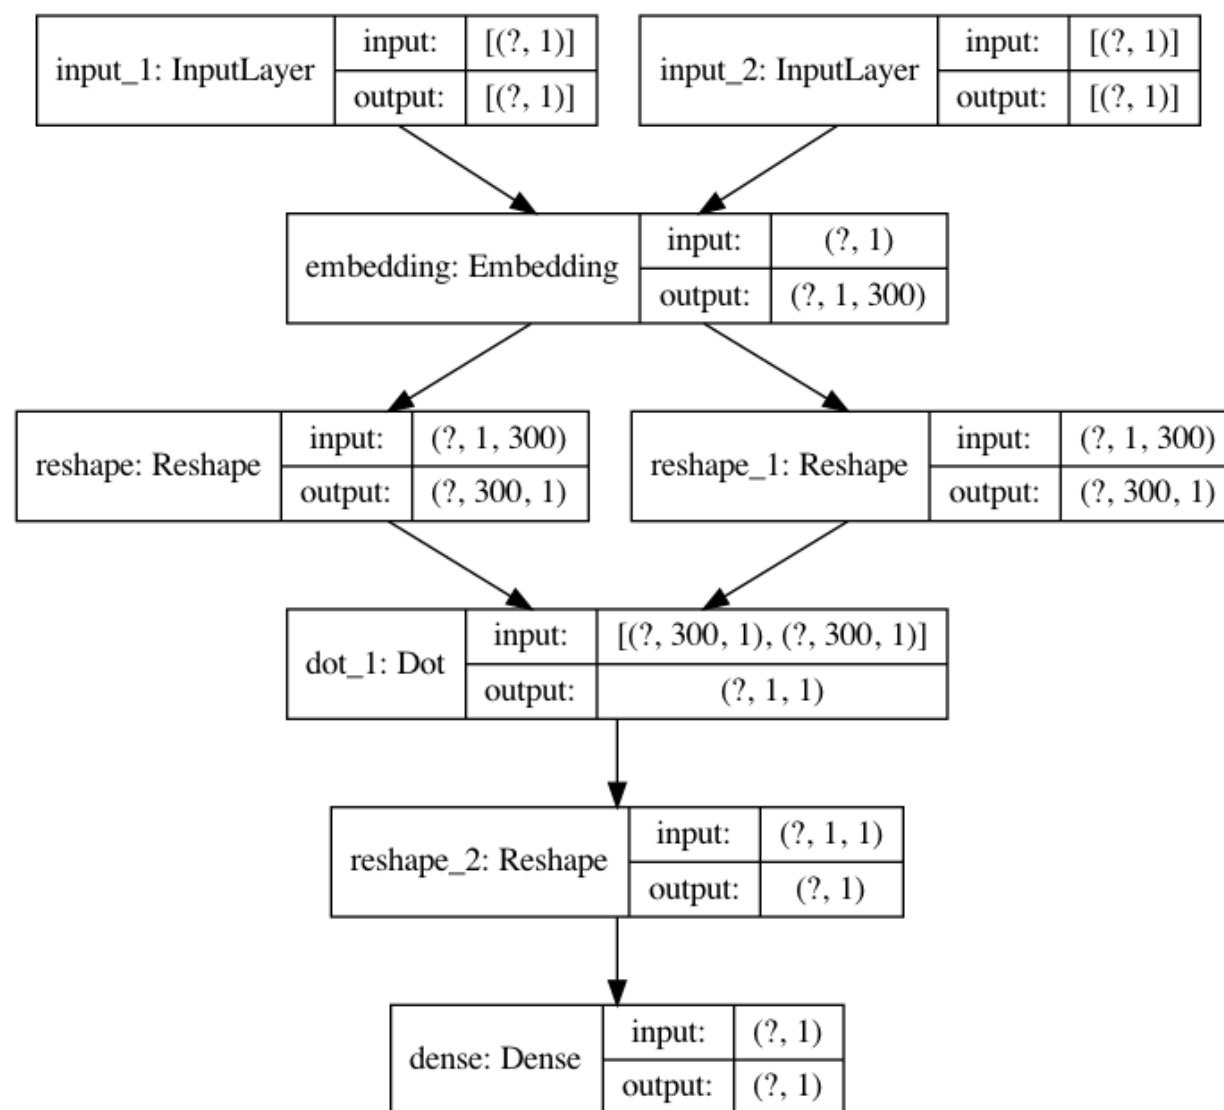 input_1: InputLayer
input: [(?, 1)]
output: [(?, 1)]
input_2: InputLayer
input: [(?, 1)]
output: [(?, 1)]
embedding: Embedding
input: (?, 1)
output: (?, 1, 300)
reshape: Reshape
input: (?, 1, 300)
output: (?, 300, 1)
reshape_1: Reshape
input: (?, 1, 300)
output: (?, 300, 1)
dot_1: Dot
input: [(?, 300, 1), (?, 300, 1)]
output: (?, 1, 1)
reshape_2: Reshape
input: (?, 1, 1)
output: (?, 1)
dense: Dense
input: (?, 1)
output: (?, 1)